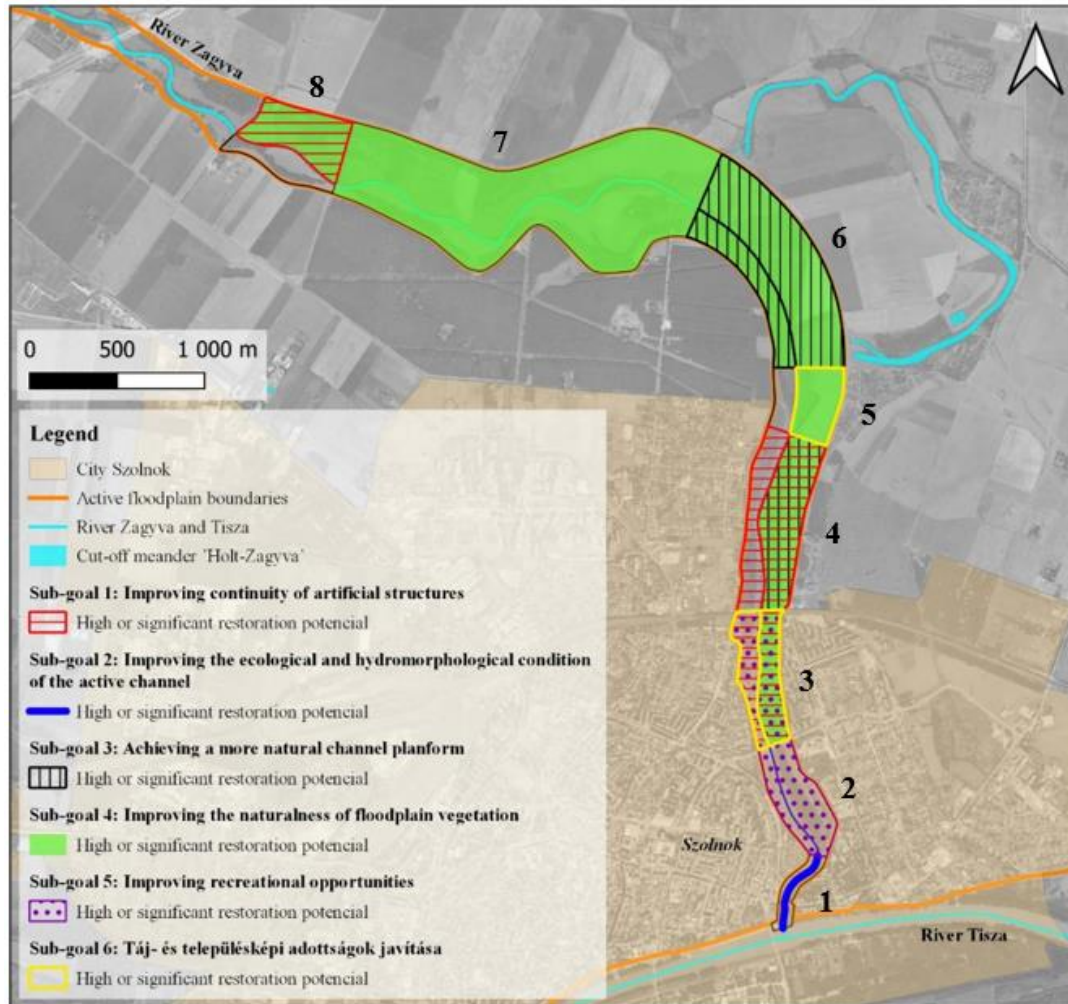 River Zagyva
8
7
6
5
4
3
2
1
0 500 1 000 m
Szolnok
River Tisza
Legend
City Szolnok
Active floodplain boundaries
River Zagyva and Tisza
Cut-off meander 'Holt-Zagyva'
Sub-goal 1: Improving continuity of artificial structures
High or significant restoration potencial
Sub-goal 2: Improving the ecological and hydromorphological condition
of the active channel
High or significant restoration potencial
Sub-goal 3: Achieving a more natural channel planform
High or significant restoration potencial
Sub-goal 4: Improving the naturalness of floodplain vegetation
High or significant restoration potencial
Sub-goal 5: Improving recreational opportunities
High or significant restoration potencial
Sub-goal 6: Táj- és településképi adottságok javítása
High or significant restoration potencial